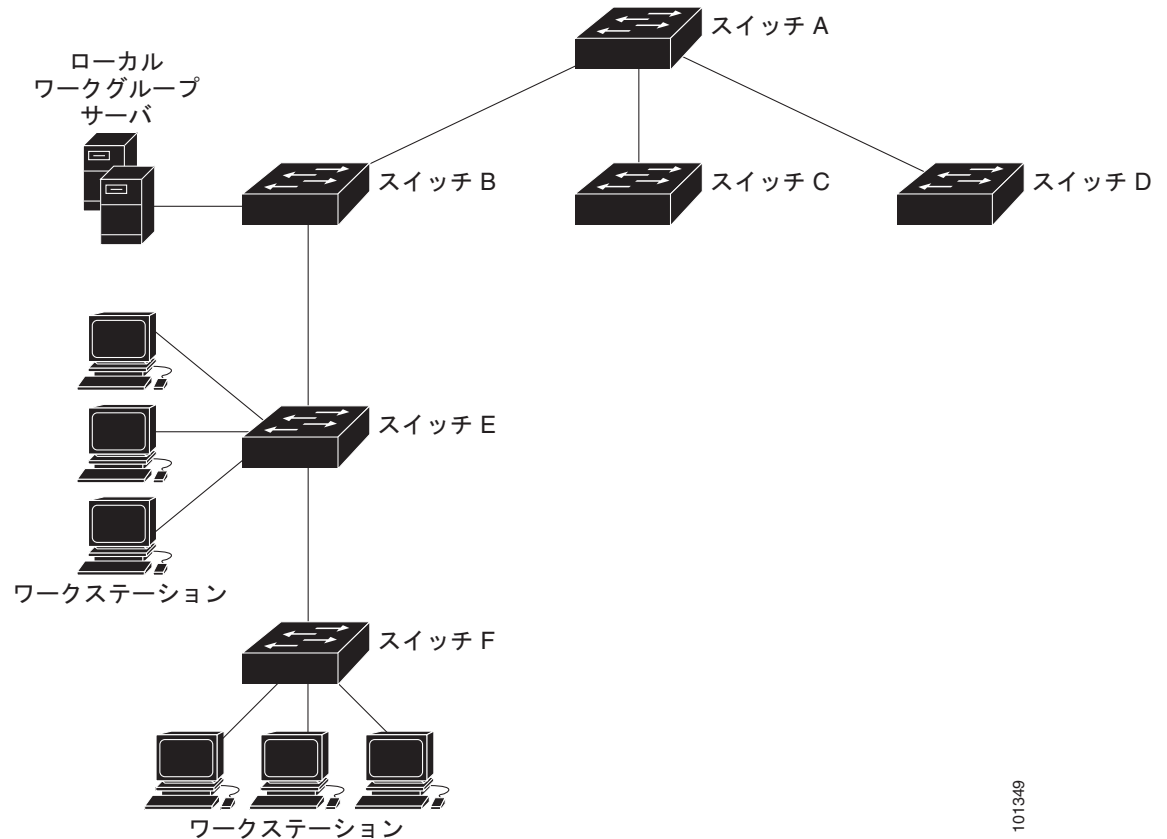 スイッチ A
ローカル
ワークグループ
サーバ
スイッチ B
スイッチ C
スイッチ D
スイッチ E
ワークステーション
スイッチ F
ワークステーション
101349